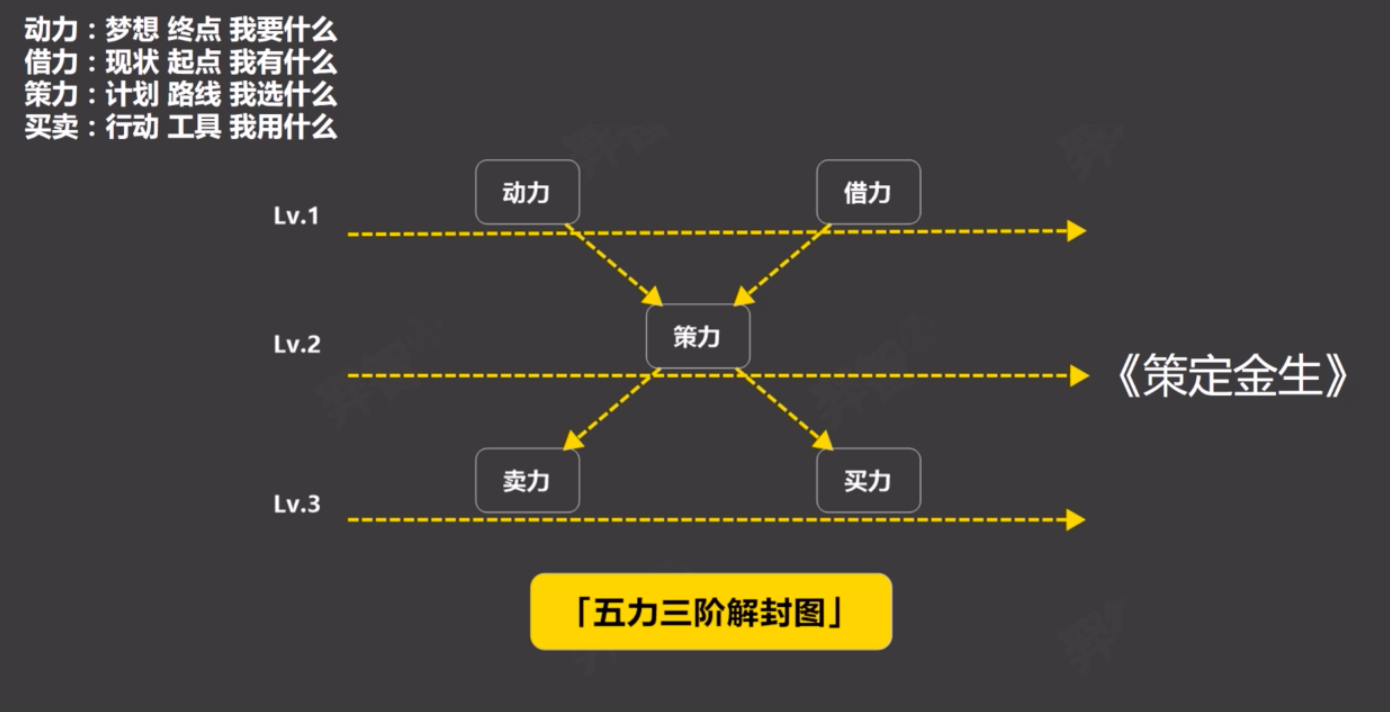 动力：梦想 终点 我要什么
借力：现状 起点 我有什么
策力：计划 路线 我选什么
买卖：行动 工具 我用什么
动力
借力
Lv.1
策力
Lv.2
《策定金生》
卖力
买力
Lv.3
「五力三阶解封图」